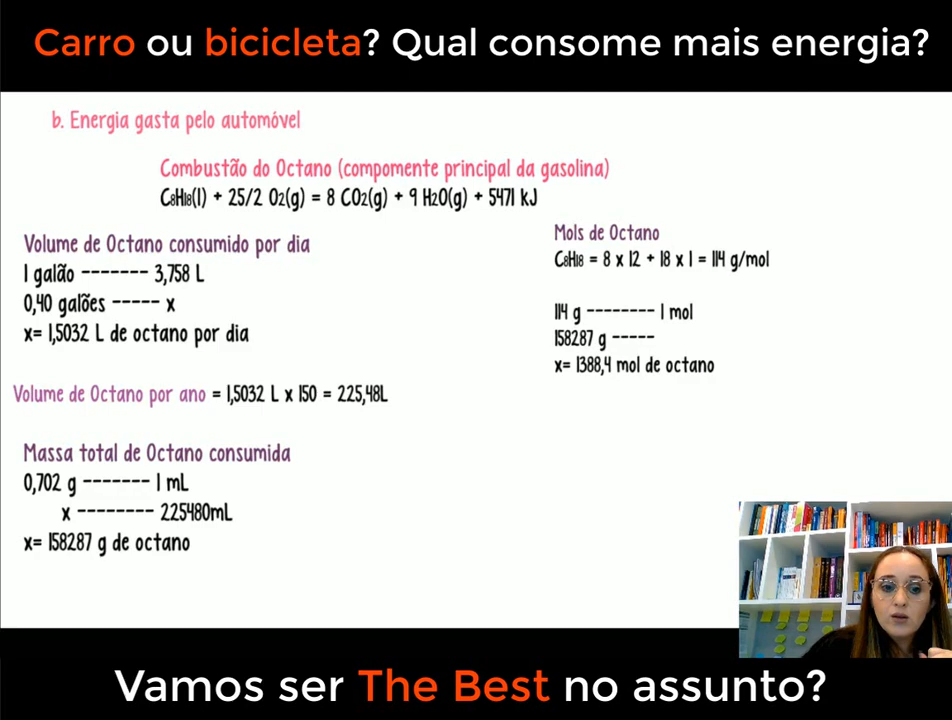 Carro ou bicicleta? Qual consome mais energia?
b. Energia gasta pelo automóvel
Combustão do Octano (compomente principal da gasolina)
C₈H₁₈(l) + 25/2 O₂(g) = 8 CO₂(g) + 9 H₂O(g) + 5471 kJ
Volume de Octano consumido por dia
1 galão ------- 3,758 L
0,40 galões ----- x
x= 1,5032 L de octano por dia
Volume de Octano por ano = 1,5032 L x 150 = 225,48L
Massa total de Octano consumida
0,702 g ------- 1 mL
x -------- 225480mL
x= 158287 g de octano
Mols de Octano
C₈H₁₈ = 8 x 12 + 18 x 1 = 114 g/mol
114 g -------- 1 mol
158287 g -----
x= 1388,4 mol de octano
Vamos ser The Best no assunto?